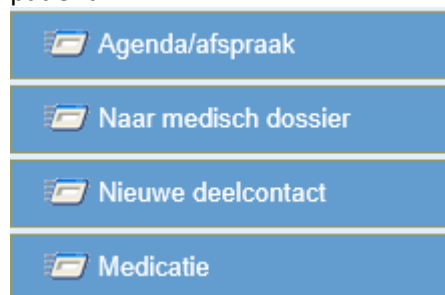 Agenda/afspraak
Naar medisch dossier
Nieuwe deelcontact
Medicatie